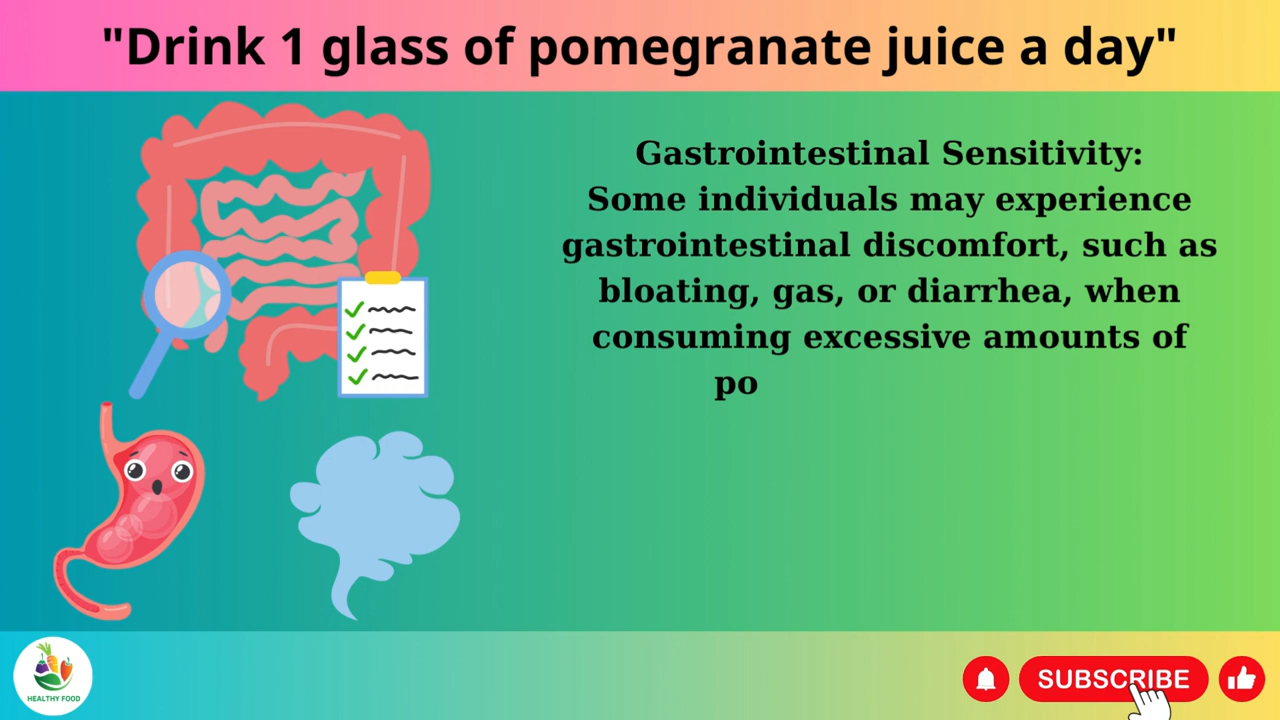 "Drink 1 glass of pomegranate juice a day"
Gastrointestinal Sensitivity:
Some individuals may experience
gastrointestinal discomfort, such as
bloating, gas, or diarrhea, when
consuming excessive amounts of
po
HEALTHY FOOD
SUBSCRIBE